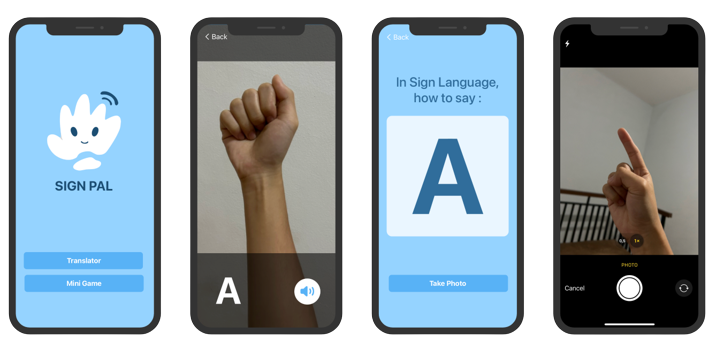 SIGN PAL
Translator
Mini Game
Back
A
Back
In Sign Language,
how to say :
A
Take Photo
0,5
1×
PHOTO
Cancel